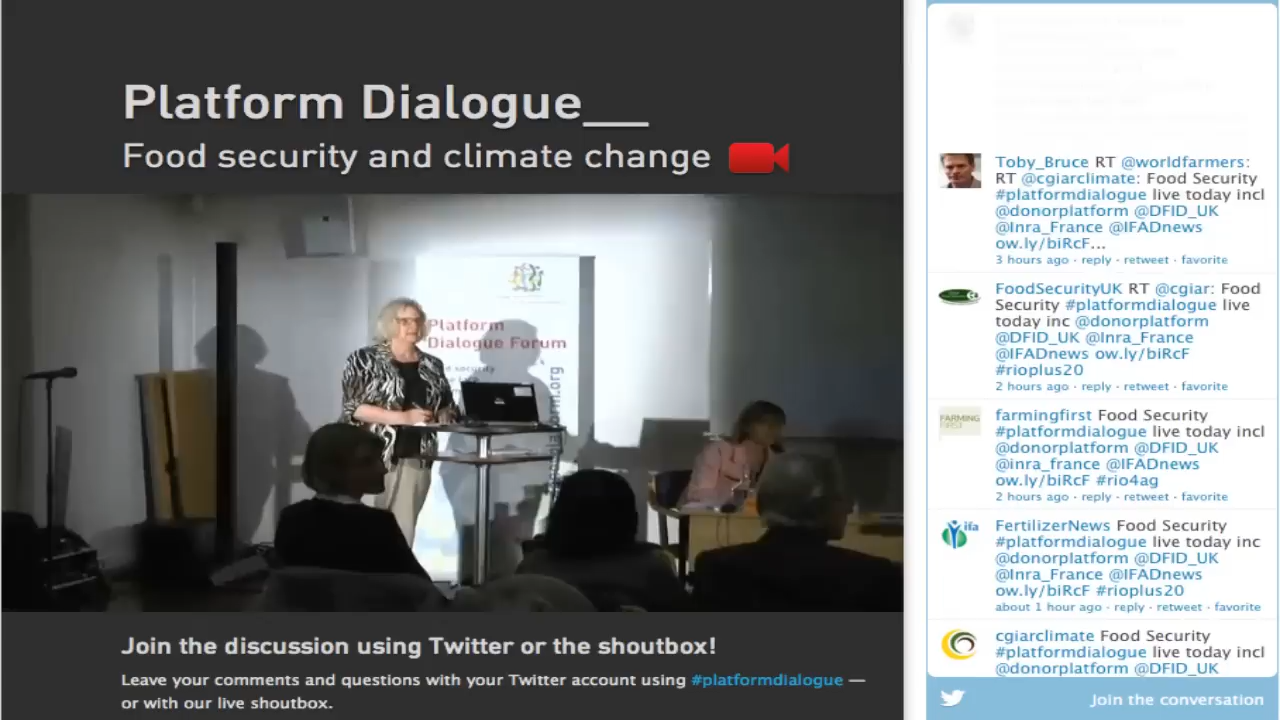 Platform Dialogue__
Food security and climate change
Platform
Dialogue Forum
Join the discussion using Twitter or the shoutbox!
Leave your comments and questions with your Twitter account using #platformdialogue —
or with our live shoutbox.
Toby_Bruce RT @worldfarmers:
RT @cgiarclimate: Food Security
#platformdialogue live today incl
@donorplatform @DFID_UK
@Inra_France @IFADnews
ow.ly/biRcF...
3 hours ago · reply · retweet · favorite
FoodSecurityUK RT @cgiar: Food
Security #platformdialogue live
today inc @donorplatform
@DFID_UK @Inra_France
@IFADnews ow.ly/biRcF
#rioplus20
2 hours ago · reply · retweet · favorite
FARMING
FIRST
farmingfirst Food Security
#platformdialogue live today incl
@donorplatform @DFID_UK
@inra_france @IFADnews
ow.ly/biRcF #rio4ag
2 hours ago · reply · retweet · favorite
ifa
FertilizerNews Food Security
#platformdialogue live today inc
@donorplatform @DFID_UK
@Inra_France @IFADnews
ow.ly/biRcF #rioplus20
about 1 hour ago · reply · retweet · favorite
cgiarclimate Food Security
#platformdialogue live today incl
@donorplatform @DFID_UK
Join the conversation